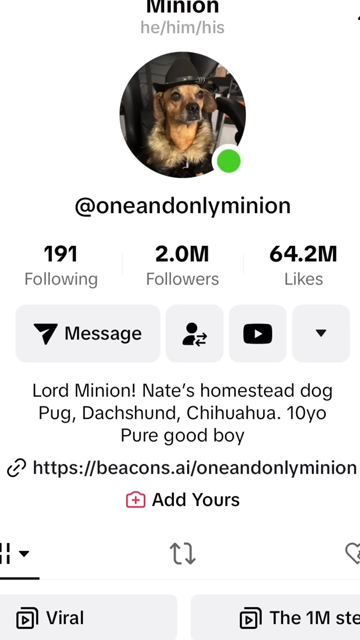 Minion
he/him/his
@oneandonlyminion
191
Following
2.0M
Followers
64.2M
Likes
Message
Lord Minion! Nate’s homestead dog
Pug, Dachshund, Chihuahua. 10yo
Pure good boy
https://beacons.ai/oneandonlyminion
Add Yours
Viral
The 1M ste